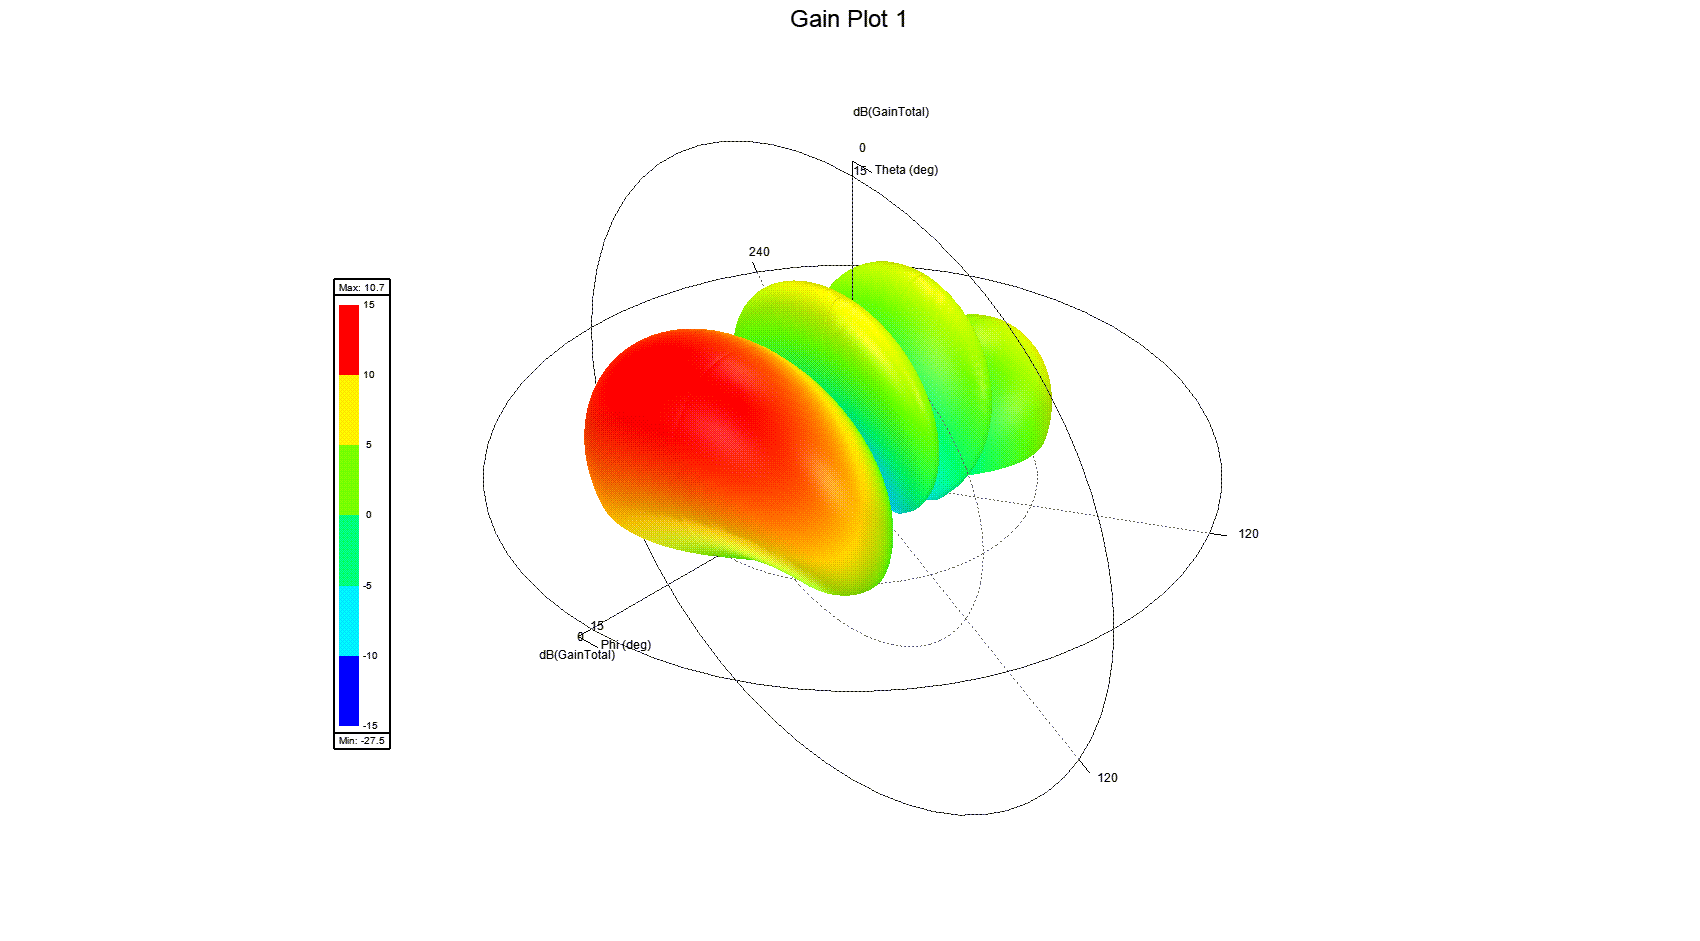 Gain Plot 1
dB(GainTotal)
0
15 Theta (deg)
240
Max: 10.7
15
10
5
0
-5
-10
-15
Min: -27.5
120
15
0
Phi (deg)
dB(GainTotal)
120